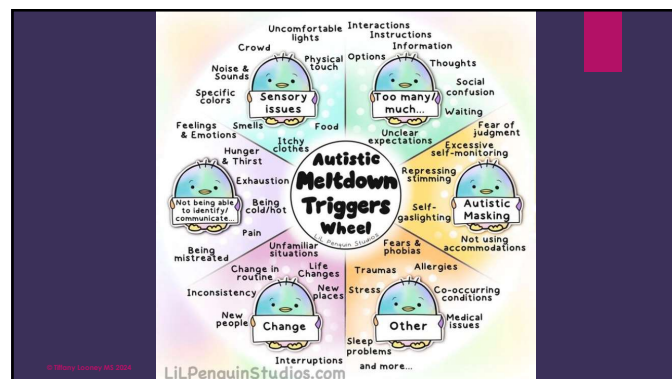 Uncomfortable
lights
Crowd
Noise &
Sounds
Physical
touch
Specific
colors
Sensory
issues
Smells
Food
Itchy
clothes
Interactions
Instructions
Information
Options
Thoughts
Social
confusion
Too many/
much...
Waiting
Unclear
expectations
Fear of
judgment
Excessive
self-monitoring
Repressing
stimming
Autistic
Masking
Self-
gaslighting
Not using
accommodations
Feelings
& Emotions
Hunger
& Thirst
Exhaustion
Not being able
to identify/
communicate...
Being
cold/hot
Pain
Being
mistreated
Autistic
Meltdown
Triggers
Wheel
Lil Penguin Studios
Unfamiliar
situations
Change in
routine
Life
Changes
Inconsistency
New
places
New
people
Change
Interruptions
Fears &
phobias
Traumas
Allergies
Stress
Co-occurring
conditions
Other
Medical
issues
Sleep
problems
and more...
LilPenguinStudios.com